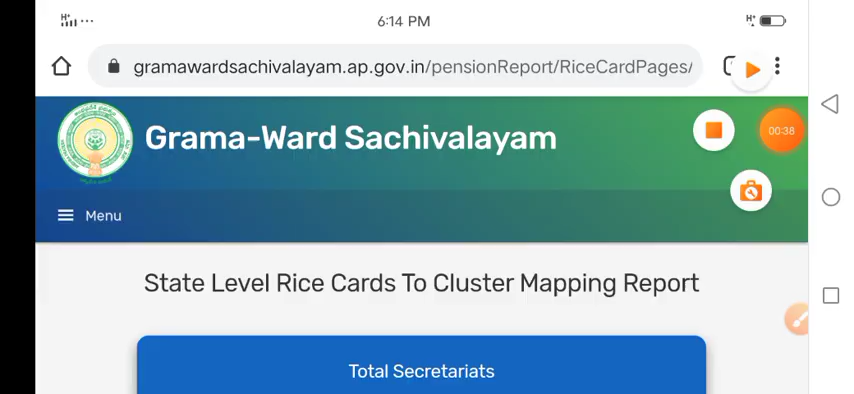 6:14 PM
gramawardsachivalayam.ap.gov.in/pensionReport/RiceCardPages/
Grama-Ward Sachivalayam
00:38
Menu
State Level Rice Cards To Cluster Mapping Report
Total Secretariats